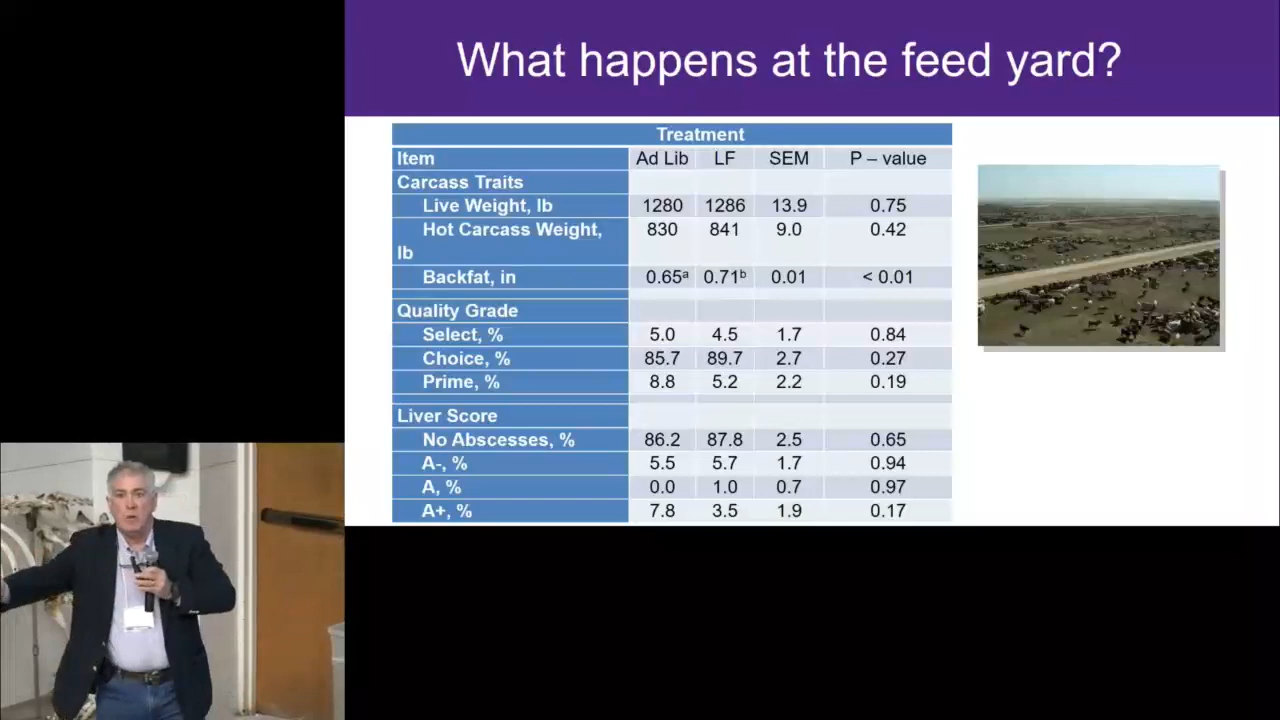 What happens at the feed yard?
Treatment
Item Ad Lib LF SEM P – value
Carcass Traits
Live Weight, lb 1280 1286 13.9 0.75
Hot Carcass Weight, 830 841 9.0 0.42
lb
Backfat, in 0.65ᵃ 0.71ᵇ 0.01 < 0.01
Quality Grade
Select, % 5.0 4.5 1.7 0.84
Choice, % 85.7 89.7 2.7 0.27
Prime, % 8.8 5.2 2.2 0.19
Liver Score
No Abscesses, % 86.2 87.8 2.5 0.65
A-, % 5.5 5.7 1.7 0.94
A, % 0.0 1.0 0.7 0.97
A+, % 7.8 3.5 1.9 0.17